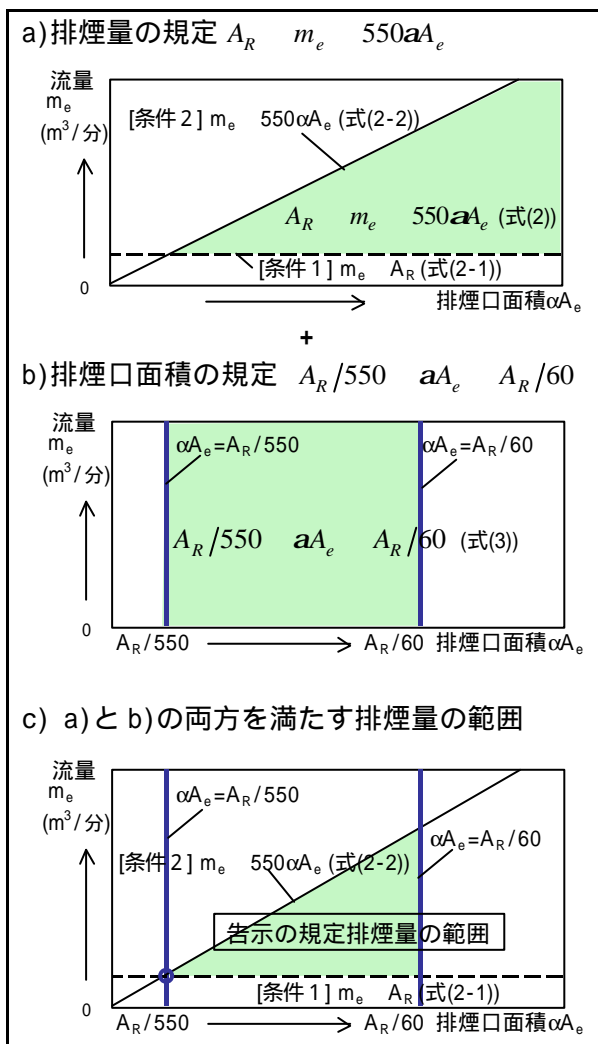 a)排煙量の規定 A_R m_e 550aA_e
流量
m_e
(m³/分)
[条件2] m_e 550αA_e (式(2-2))
A_R m_e 550aA_e (式(2))
[条件1] m_e A_R (式(2-1))
0
排煙口面積αA_e
+
b)排煙口面積の規定 A_R/550 aA_e A_R/60
流量
m_e
(m³/分)
αA_e=A_R/550
αA_e=A_R/60
A_R/550 aA_e A_R/60 (式(3))
0
A_R/550 A_R/60 排煙口面積αA_e
c) a)とb)の両方を満たす排煙量の範囲
流量
m_e
(m³/分)
αA_e=A_R/550
[条件2] m_e 550αA_e (式(2-2))
αA_e=A_R/60
告示の規定排煙量の範囲
[条件1] m_e A_R (式(2-1))
0
A_R/550 A_R/60 排煙口面積αA_e